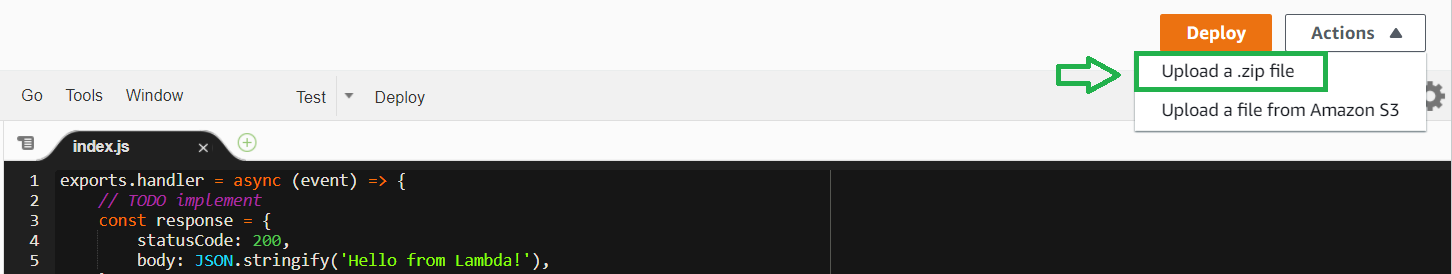 Deploy Actions
Upload a .zip file
Go Tools Window Test Deploy
Upload a file from Amazon S3
index.js
1 exports.handler = async (event) => {
2 // TODO implement
3 const response = {
4 statusCode: 200,
5 body: JSON.stringify('Hello from Lambda!'),